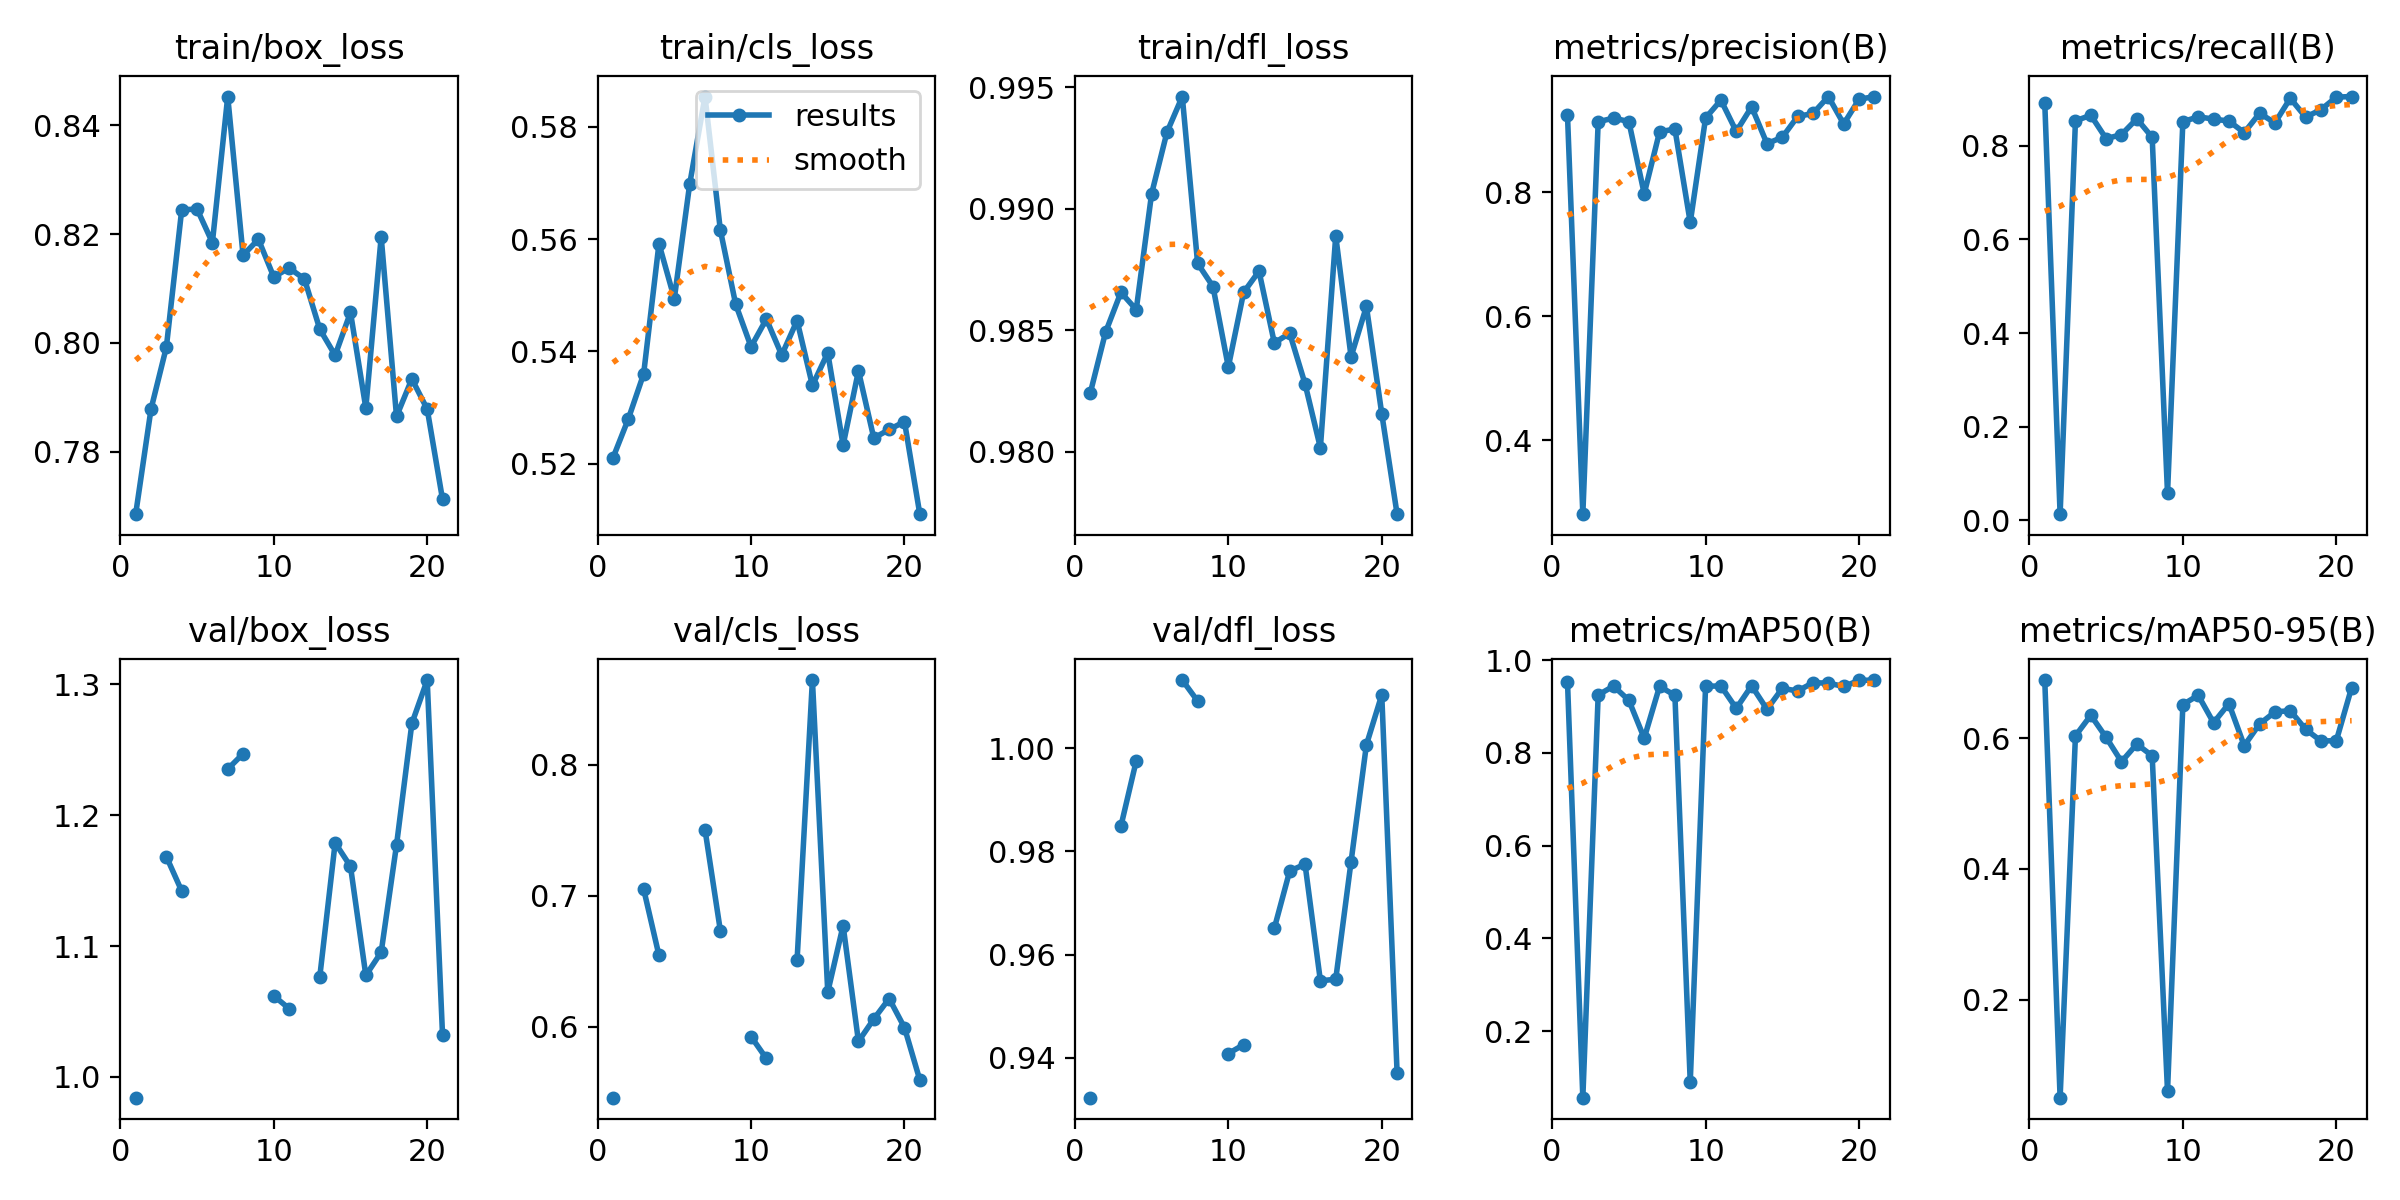 train/box_loss
train/cls_loss
train/dfl_loss
metrics/precision(B)
metrics/recall(B)
0.84
0.82
0.80
0.78
0 10 20
0.58
0.56
0.54
0.52
0 10 20
results
smooth
0.995
0.990
0.985
0.980
0 10 20
0.8
0.6
0.4
0 10 20
0.8
0.6
0.4
0.2
0.0
0 10 20
val/box_loss
val/cls_loss
val/dfl_loss
metrics/mAP50(B)
metrics/mAP50-95(B)
1.3
1.2
1.1
1.0
0 10 20
0.8
0.7
0.6
0 10 20
1.00
0.98
0.96
0.94
0 10 20
1.0
0.8
0.6
0.4
0.2
0 10 20
0.6
0.4
0.2
0 10 20